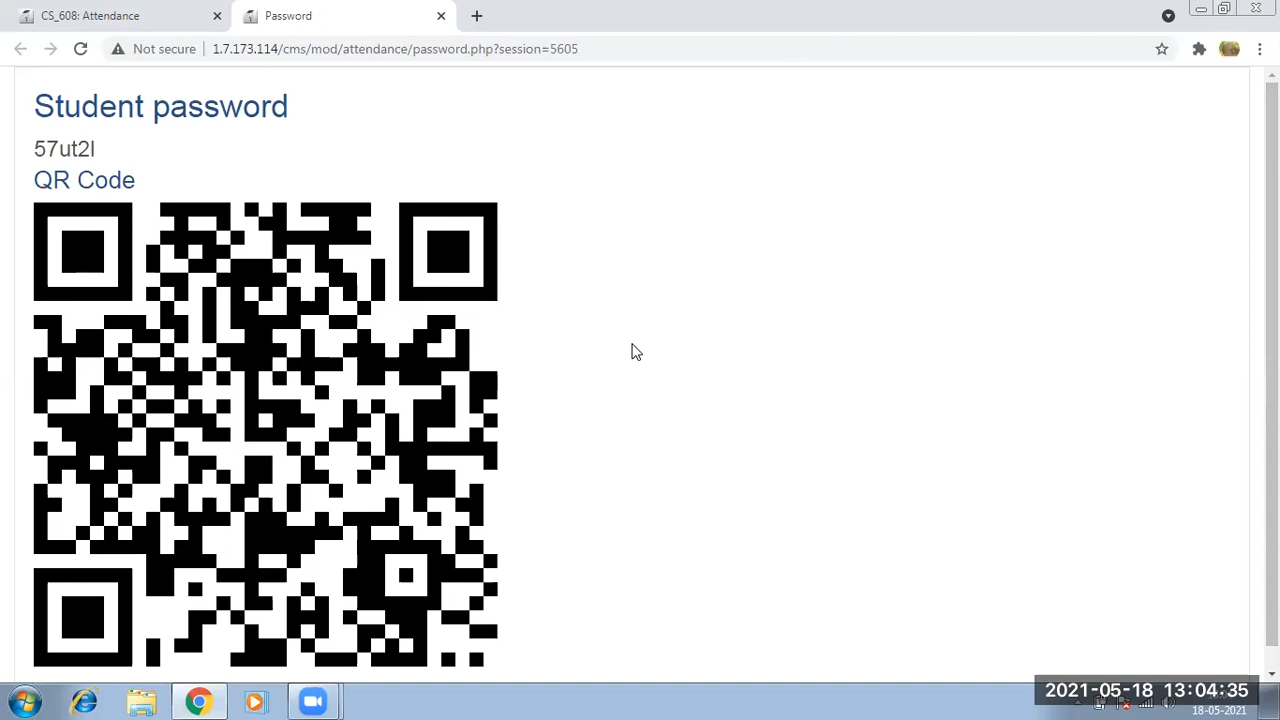 CS_608: Attendance
Password
Not secure
1.7.173.114/cms/mod/attendance/password.php?session=5605
Student password
57ut2l
QR Code
2021-05-18 13:04:35
18-05-2021